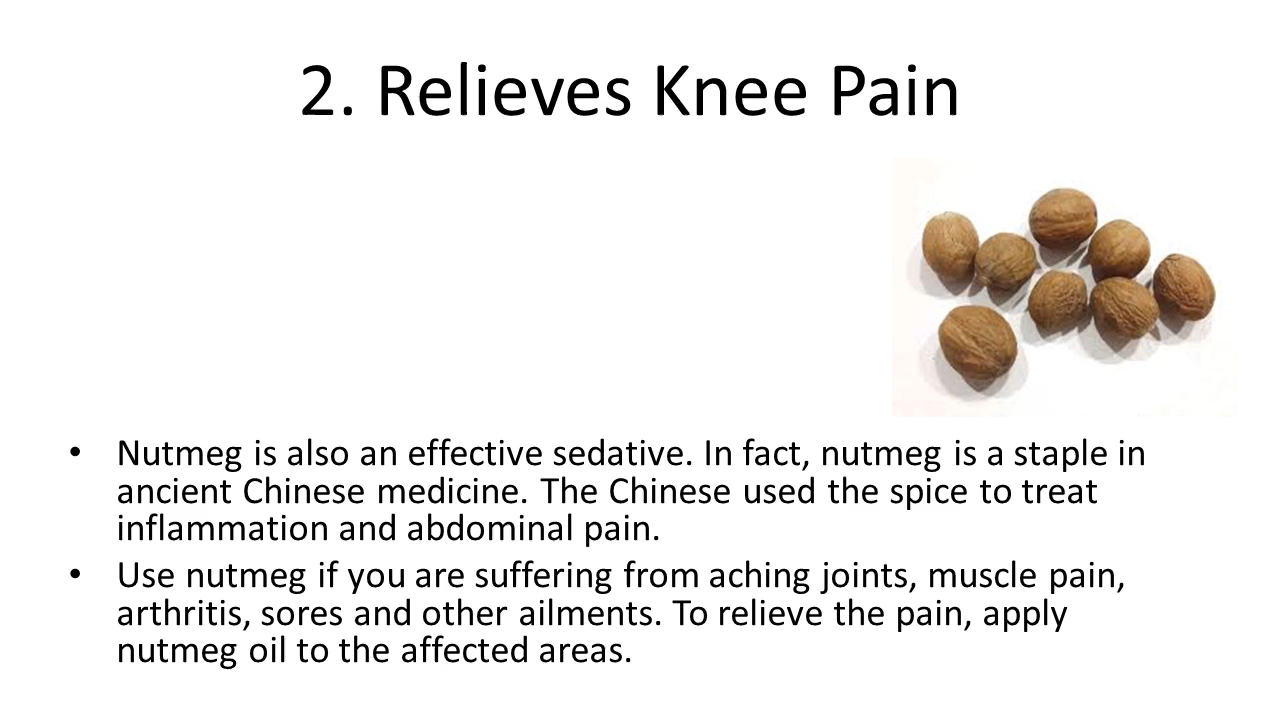 2. Relieves Knee Pain
• Nutmeg is also an effective sedative. In fact, nutmeg is a staple in
ancient Chinese medicine. The Chinese used the spice to treat
inflammation and abdominal pain.
• Use nutmeg if you are suffering from aching joints, muscle pain,
arthritis, sores and other ailments. To relieve the pain, apply
nutmeg oil to the affected areas.